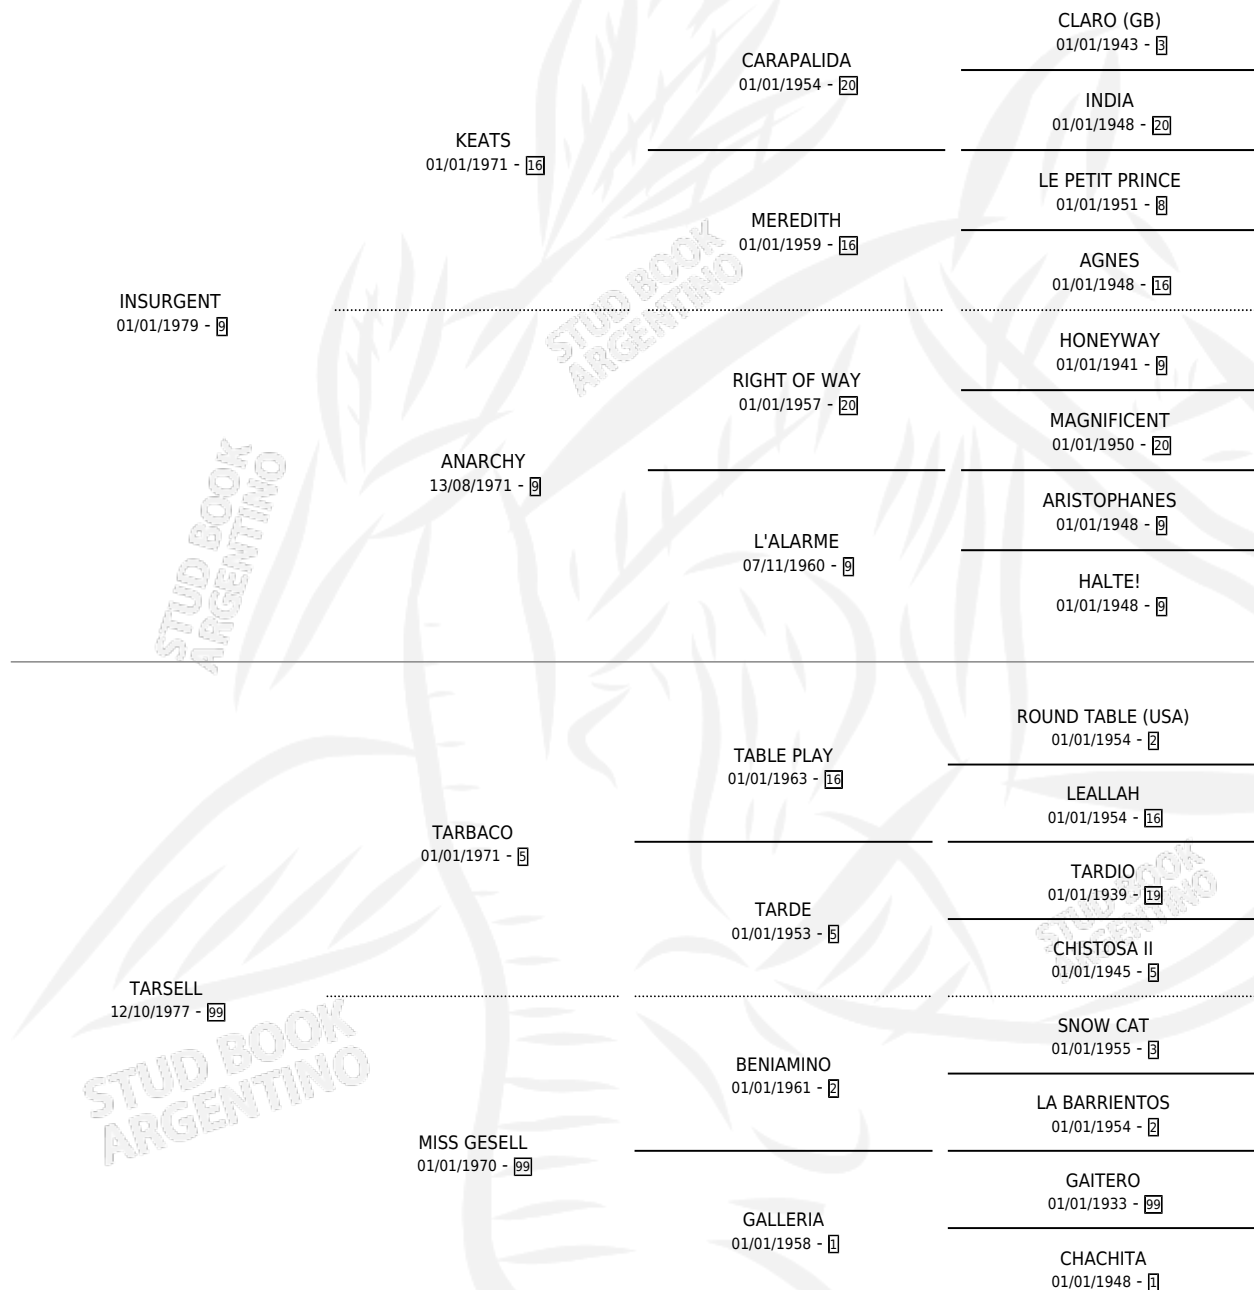 CLARO (GB)
01/01/1943 - 3
CARAPALIDA
01/01/1954 - 20
INDIA
01/01/1948 - 20
KEATS
01/01/1971 - 16
LE PETIT PRINCE
01/01/1951 - 8
MEREDITH
01/01/1959 - 16
AGNES
01/01/1948 - 16
INSURGENT
01/01/1979 - 9
STUD BOOK
ARGENTINO
HONEYWAY
01/01/1941 - 9
RIGHT OF WAY
01/01/1957 - 20
MAGNIFICENT
01/01/1950 - 20
ANARCHY
13/08/1971 - 9
ARISTOPHANES
01/01/1948 - 9
L'ALARME
07/11/1960 - 9
HALTE!
01/01/1948 - 9
STUD BOOK
ARGENTINO
ROUND TABLE (USA)
01/01/1954 - 2
TABLE PLAY
01/01/1963 - 16
LEALLAH
01/01/1954 - 16
TARBACO
01/01/1971 - 5
TARDIO
01/01/1939 - 19
TARDE
01/01/1953 - 5
CHISTOSA II
01/01/1945 - 5
STUD BOOK
ARGENTINO
TARSELL
12/10/1977 - 99
SNOW CAT
01/01/1955 - 3
BENIAMINO
01/01/1961 - 2
LA BARRIENTOS
01/01/1954 - 2
MISS GESELL
01/01/1970 - 99
GAITERO
01/01/1933 - 99
GALLERIA
01/01/1958 - 1
CHACHITA
01/01/1948 - 1
STUD BOOK
ARGENTINO